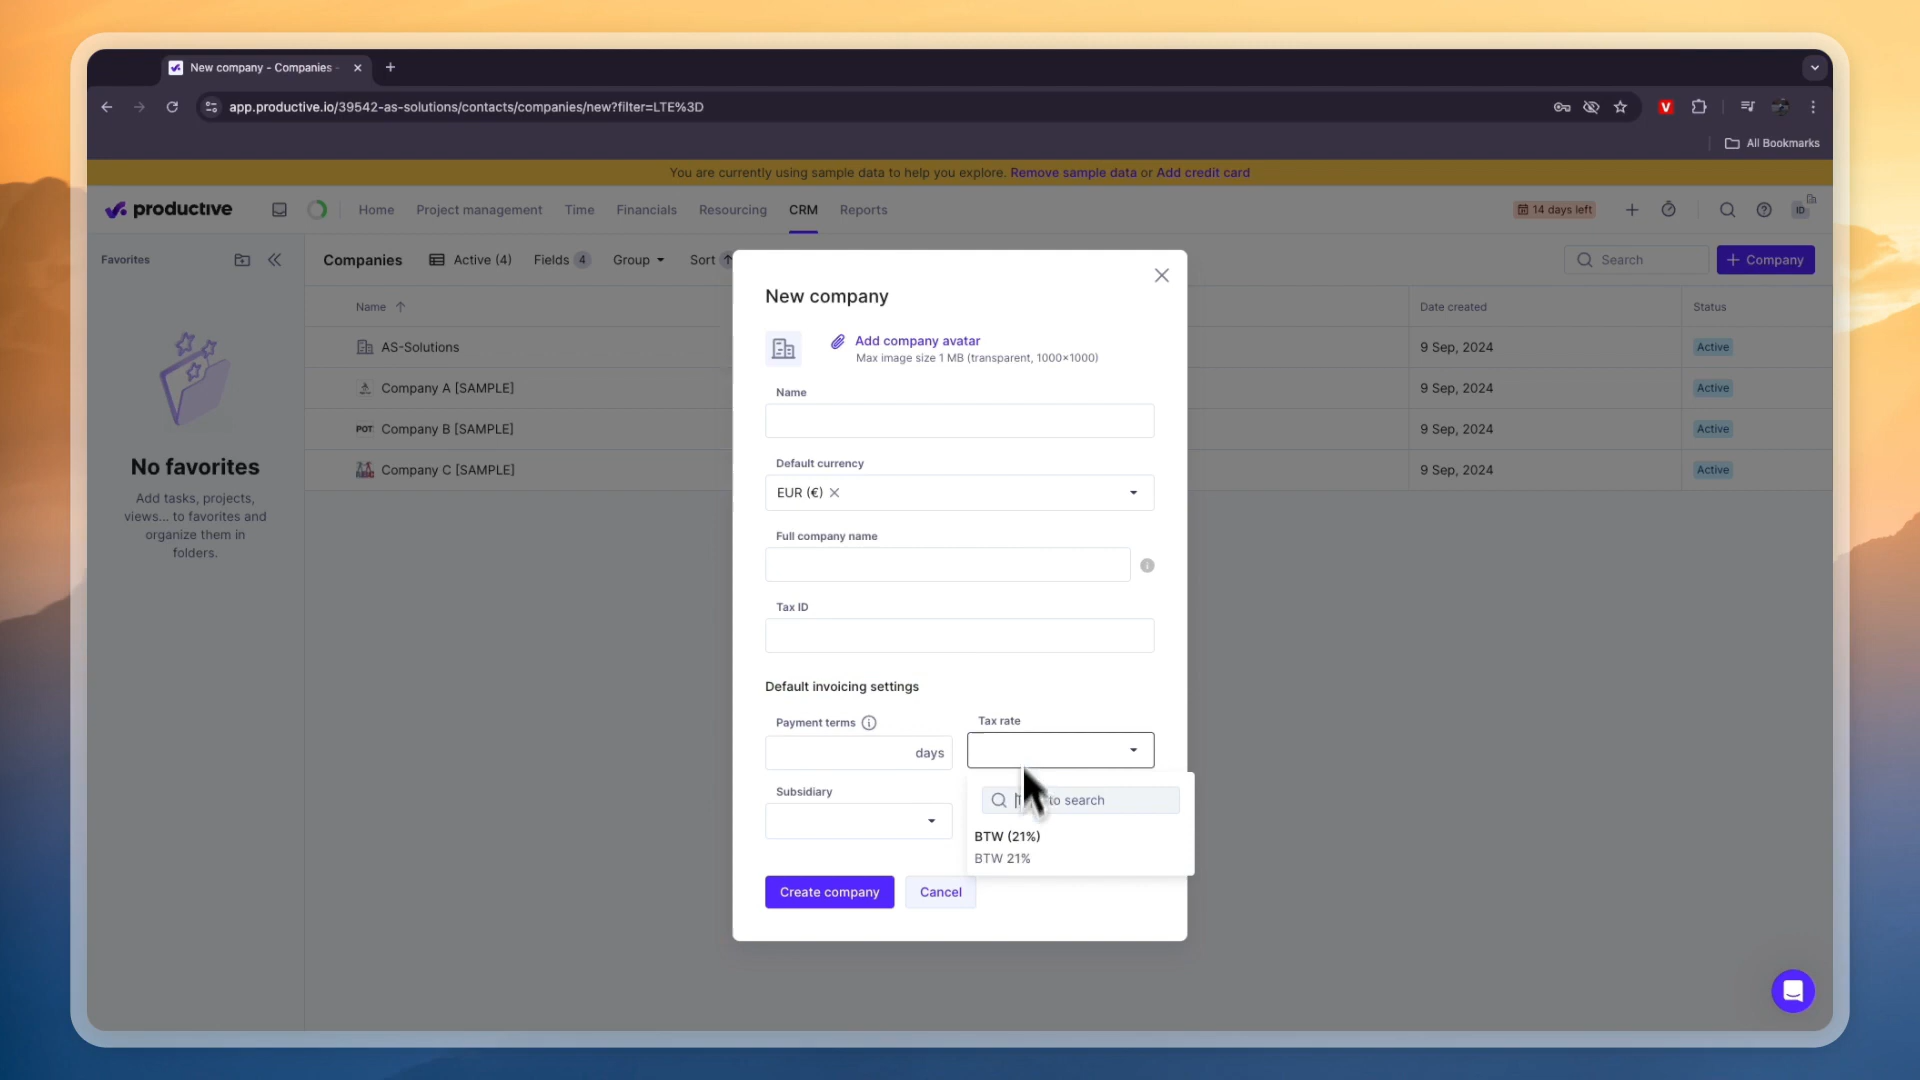 New company - Companies -
app.productive.io/39542-as-solutions/contacts/companies/new?filter=LTE%3D
V
All Bookmarks
You are currently using sample data to help you explore. Remove sample data or Add credit card
productive
Home
Project management
Time
Financials
Resourcing
CRM
Reports
14 days left
ID
Favorites
Companies
Active (4)
Fields 4
Group
Sort
Search
Company
Name
Date created
Status
AS-Solutions
9 Sep, 2024
Active
Company A [SAMPLE]
9 Sep, 2024
Active
POT Company B [SAMPLE]
9 Sep, 2024
Active
Company C [SAMPLE]
9 Sep, 2024
Active
No favorites
Add tasks, projects,
views... to favorites and
organize them in
folders.
New company
Add company avatar
Max image size 1 MB (transparent, 1000×1000)
Name
Default currency
EUR (€)
Full company name
Tax ID
Default invoicing settings
Payment terms
days
Tax rate
to search
BTW (21%)
BTW 21%
Subsidiary
Create company
Cancel